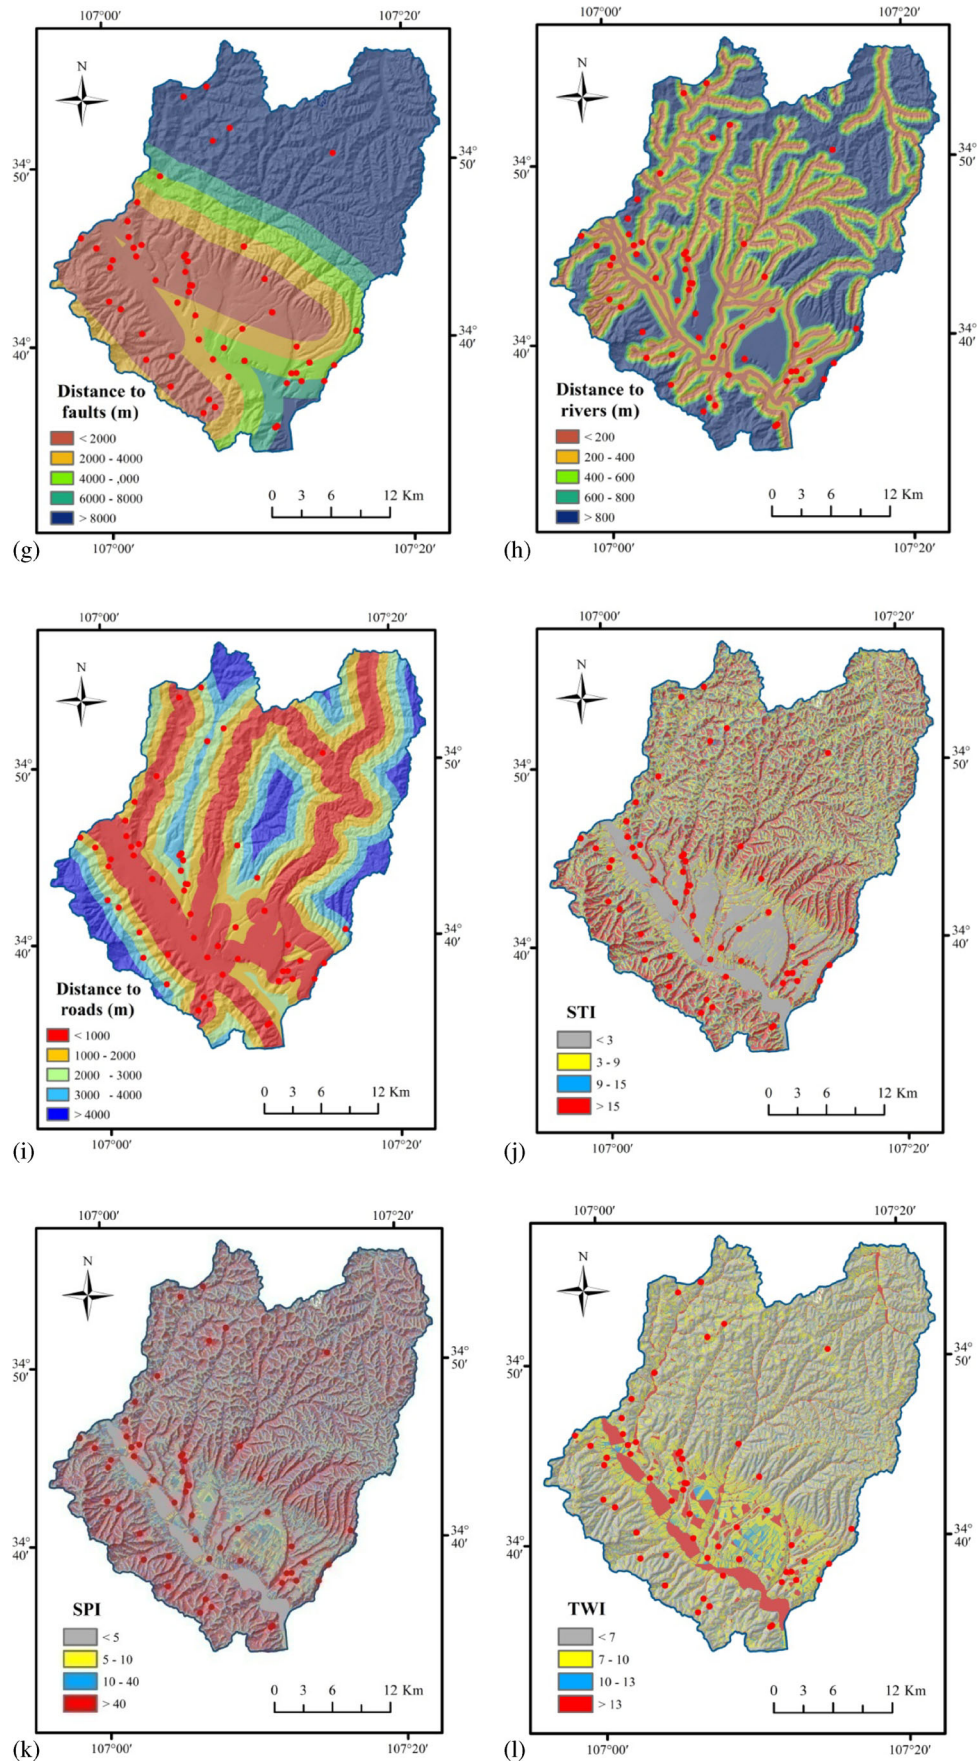 107°00′ 107°20′
N
34° 50′
34° 50′
34° 40′
34° 40′
Distance to
faults (m)
< 2000
2000 - 4000
4000 - ,000
6000 - 8000
> 8000
0 3 6 12 Km
107°00′ 107°20′
(g)
107°00′ 107°20′
N
34° 50′
34° 50′
34° 40′
34° 40′
Distance to
rivers (m)
< 200
200 - 400
400 - 600
600 - 800
> 800
0 3 6 12 Km
107°00′ 107°20′
(h)
107°00′ 107°20′
N
34° 50′
34° 50′
34° 40′
34° 40′
Distance to
roads (m)
< 1000
1000 - 2000
2000 - 3000
3000 - 4000
> 4000
0 3 6 12 Km
107°00′ 107°20′
(i)
107°00′ 107°20′
N
34° 50′
34° 50′
34° 40′
34° 40′
STI
< 3
3 - 9
9 - 15
> 15
0 3 6 12 Km
107°00′ 107°20′
(j)
107°00′ 107°20′
N
34° 50′
34° 50′
34° 40′
34° 40′
SPI
< 5
5 - 10
10 - 40
> 40
0 3 6 12 Km
107°00′ 107°20′
(k)
107°00′ 107°20′
N
34° 50′
34° 50′
34° 40′
34° 40′
TWI
< 7
7 - 10
10 - 13
> 13
0 3 6 12 Km
107°00′ 107°20′
(l)